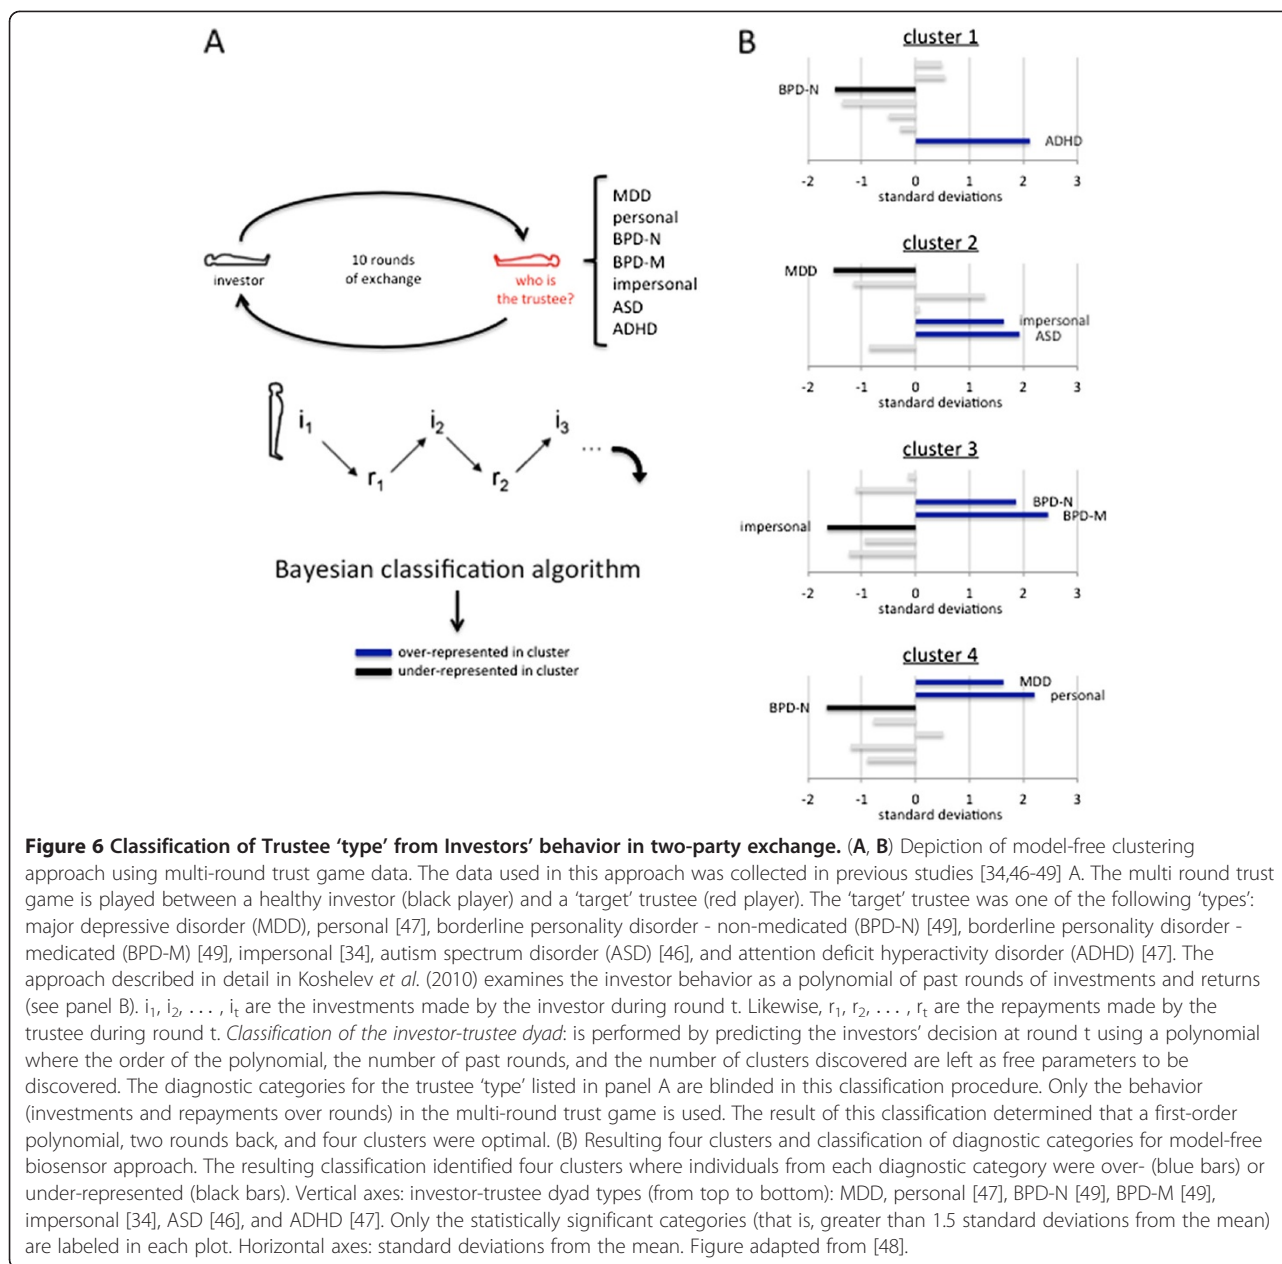 A
MDD
personal
BPD-N
BPD-M
impersonal
ASD
ADHD
investor
10 rounds
of exchange
who is
the trustee?
i1 i2 i3 ...
r1 r2
Bayesian classification algorithm
over-represented in cluster
under-represented in cluster
B
cluster 1
BPD-N
ADHD
-2 -1 0 1 2 3
standard deviations
cluster 2
MDD
impersonal
ASD
-2 -1 0 1 2 3
standard deviations
cluster 3
BPD-N
BPD-M
impersonal
-2 -1 0 1 2 3
standard deviations
cluster 4
MDD
personal
BPD-N
-2 -1 0 1 2 3
standard deviations
Figure 6 Classification of Trustee ‘type’ from Investors’ behavior in two-party exchange. (A, B) Depiction of model-free clustering
approach using multi-round trust game data. The data used in this approach was collected in previous studies [34,46-49] A. The multi round trust
game is played between a healthy investor (black player) and a ‘target’ trustee (red player). The ‘target’ trustee was one of the following ‘types’:
major depressive disorder (MDD), personal [47], borderline personality disorder - non-medicated (BPD-N) [49], borderline personality disorder -
medicated (BPD-M) [49], impersonal [34], autism spectrum disorder (ASD) [46], and attention deficit hyperactivity disorder (ADHD) [47]. The
approach described in detail in Koshelev et al. (2010) examines the investor behavior as a polynomial of past rounds of investments and returns
(see panel B). i1, i2, . . . , it are the investments made by the investor during round t. Likewise, r1, r2, . . . , rt are the repayments made by the
trustee during round t. Classification of the investor-trustee dyad: is performed by predicting the investors’ decision at round t using a polynomial
where the order of the polynomial, the number of past rounds, and the number of clusters discovered are left as free parameters to be
discovered. The diagnostic categories for the trustee ‘type’ listed in panel A are blinded in this classification procedure. Only the behavior
(investments and repayments over rounds) in the multi-round trust game is used. The result of this classification determined that a first-order
polynomial, two rounds back, and four clusters were optimal. (B) Resulting four clusters and classification of diagnostic categories for model-free
biosensor approach. The resulting classification identified four clusters where individuals from each diagnostic category were over- (blue bars) or
under-represented (black bars). Vertical axes: investor-trustee dyad types (from top to bottom): MDD, personal [47], BPD-N [49], BPD-M [49],
impersonal [34], ASD [46], and ADHD [47]. Only the statistically significant categories (that is, greater than 1.5 standard deviations from the mean)
are labeled in each plot. Horizontal axes: standard deviations from the mean. Figure adapted from [48].